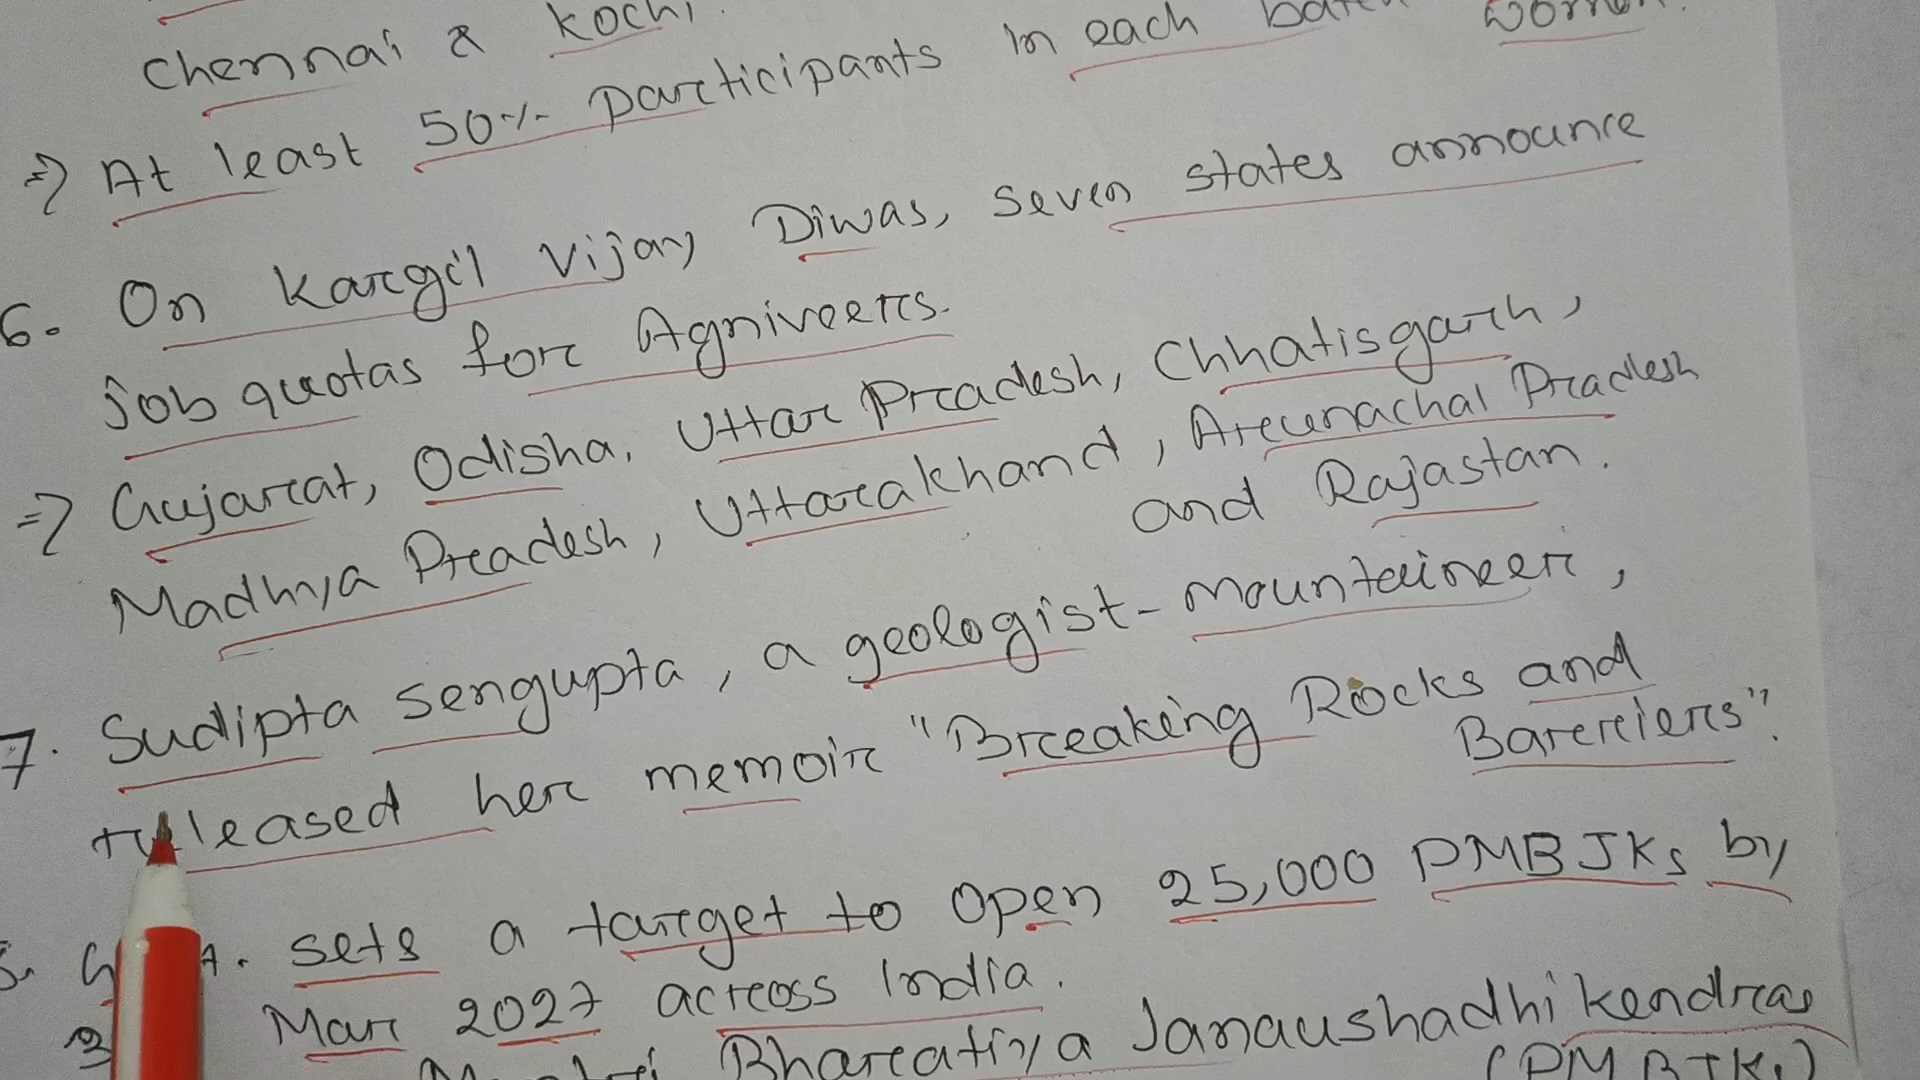 Chennai & Kochi.
=> At least 50% participants in each batch women.
6. On Kargil Vijay Diwas, seven states announce
job quotas for Agniveers.
=> Gujarat, Odisha, Uttar Pradesh, Chhatisgarh,
Madhya Pradesh, Uttarakhand, Arunachal Pradesh
and Rajastan.
7. Sudipta Sengupta, a geologist-mountaineer,
released her memoir "Breaking Rocks and
Barriers".
sets a target to open 25,000 PMBJKs by
Mar 2027 across India.
Bharatiya Janaushadhi Kendras
(PMBJKs)